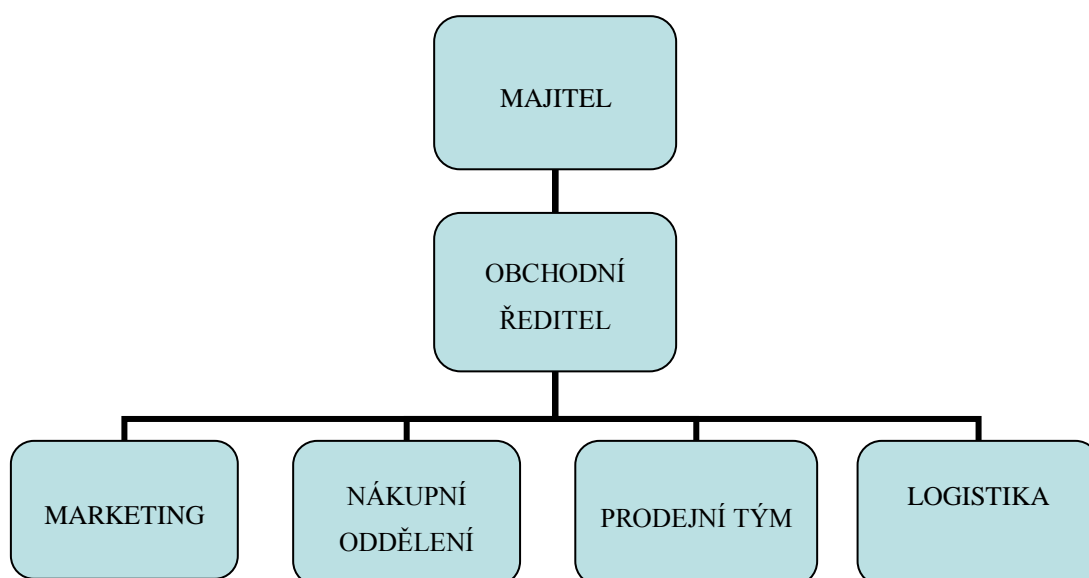 MAJITEL
OBCHODNÍ
ŘEDITEL
MARKETING
NÁKUPNÍ
ODDĚLENÍ
PRODEJNÍ TÝM
LOGISTIKA